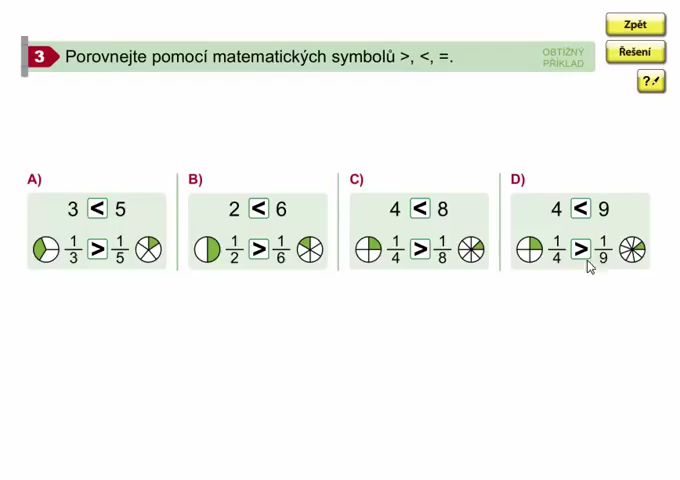 Zpět
3 Porovnejte pomocí matematických symbolů >, <, =.
OBTÍŽNÝ
PŘÍKLAD
Řešení
?
A)
3 < 5
1/3 > 1/5
B)
2 < 6
1/2 > 1/6
C)
4 < 8
1/4 > 1/8
D)
4 < 9
1/4 > 1/9